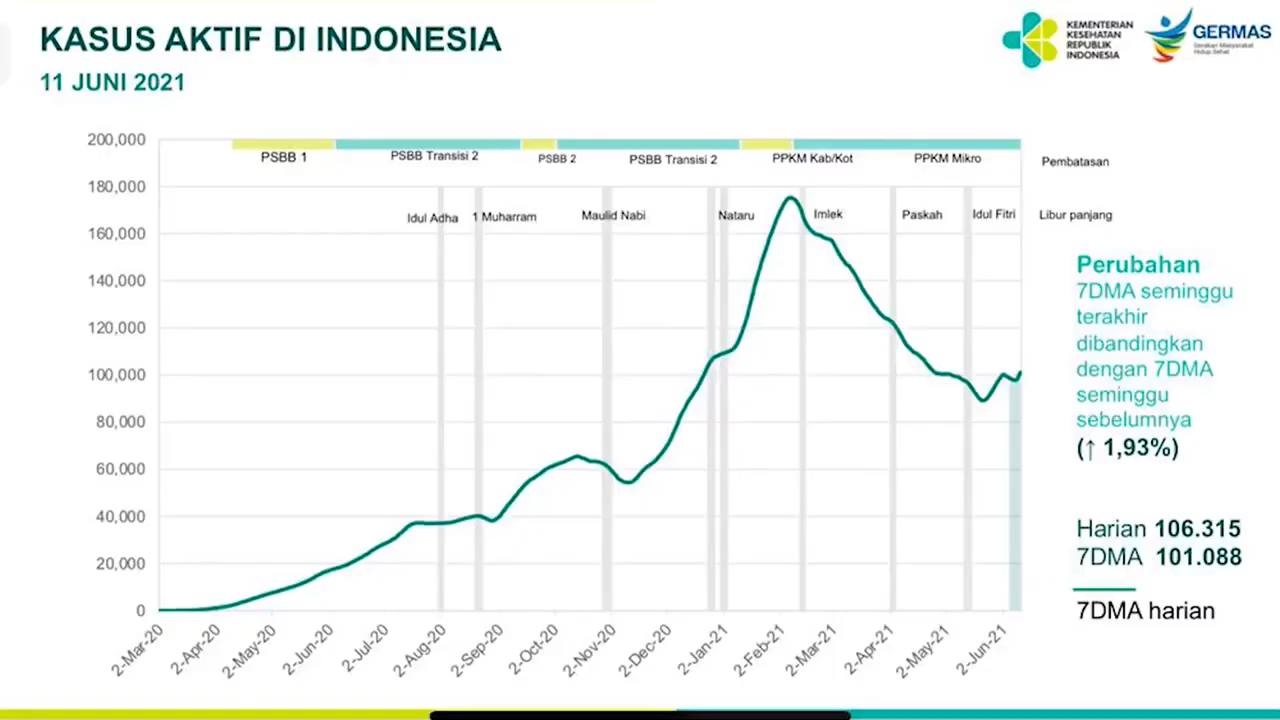 KASUS AKTIF DI INDONESIA
11 JUNI 2021
KEMENTERIAN
KESEHATAN
REPUBLIK
INDONESIA
GERMAS
Gerakan Masyarakat
Hidup Sehat
200,000
180,000
160,000
140,000
120,000
100,000
80,000
60,000
40,000
20,000
0
PSBB 1
PSBB Transisi 2
PSBB 2
PSBB Transisi 2
PPKM Kab/Kot
PPKM Mikro
Pembatasan
Idul Adha
1 Muharram
Maulid Nabi
Nataru
Imlek
Paskah
Idul Fitri
Libur panjang
2-Mar-20
2-Apr-20
2-May-20
2-Jun-20
2-Jul-20
2-Aug-20
2-Sep-20
2-Oct-20
2-Nov-20
2-Dec-20
2-Jan-21
2-Feb-21
2-Mar-21
2-Apr-21
2-May-21
2-Jun-21
Perubahan
7DMA seminggu
terakhir
dibandingkan
dengan 7DMA
seminggu
sebelumnya
(↑ 1,93%)
Harian 106.315
7DMA 101.088
7DMA harian